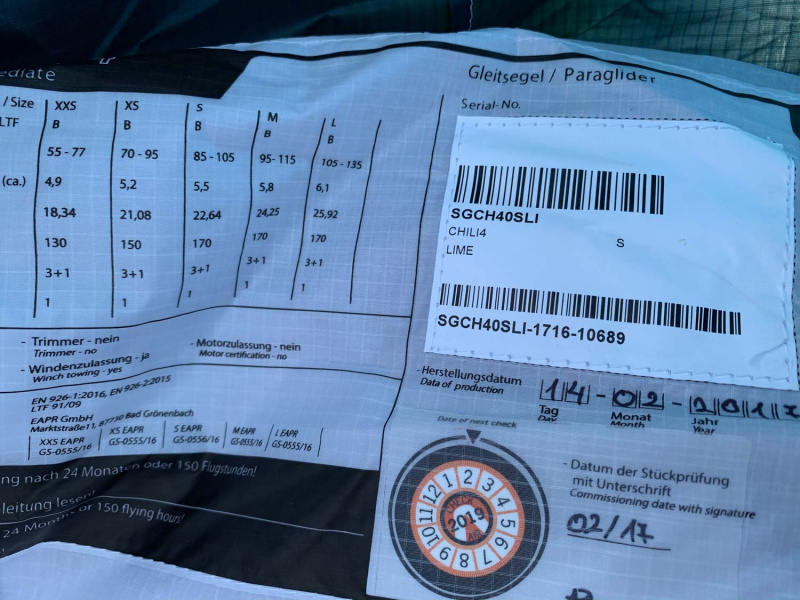 ediate
/ Size XXS XS S M L
LTF B B B B B
55 - 77 70 - 95 85 - 105 95- 115 105 - 135
(ca.) 4,9 5,2 5,5 5,8 6,1
18,34 21,08 22,64 24,25 25,92
130 150 170 170 170
3+1 3+1 3+1 3+1 3+1
1 1 1 1 1
- Trimmer - nein
Trimmer - no
- Windenzulassung - ja
Winch towing - yes
- Motorzulassung - nein
Motor certification - no
EN 926-1:2016, EN 926-2:2015
LTF 91/09
EAPR GmbH
Marktstraße11, 87730 Bad Grönenbach
XXS EAPR XS EAPR S EAPR M EAPR L EAPR
GS-0555/16 GS-0555/16 GS-0556/16 GS-0555/16 GS-0555/16
ng nach 24 Monaten oder 150 Flugstunden!
leitung lesen!
24 Months or 150 flying hours!
Gleitsegel / Paraglider
Serial-No.
SGCH40SLI
CHILI4 S
LIME
SGCH40SLI-1716-10689
- Herstellungsdatum
Data of production
14-02-2017
Tag Monat Jahr
Day Month Year
Date of next check
12 1 2 3 4 5 6 7 8 9 10 11
CHECK
2019
- Datum der Stückprüfung
mit Unterschrift
Commissioning date with signature
02/17